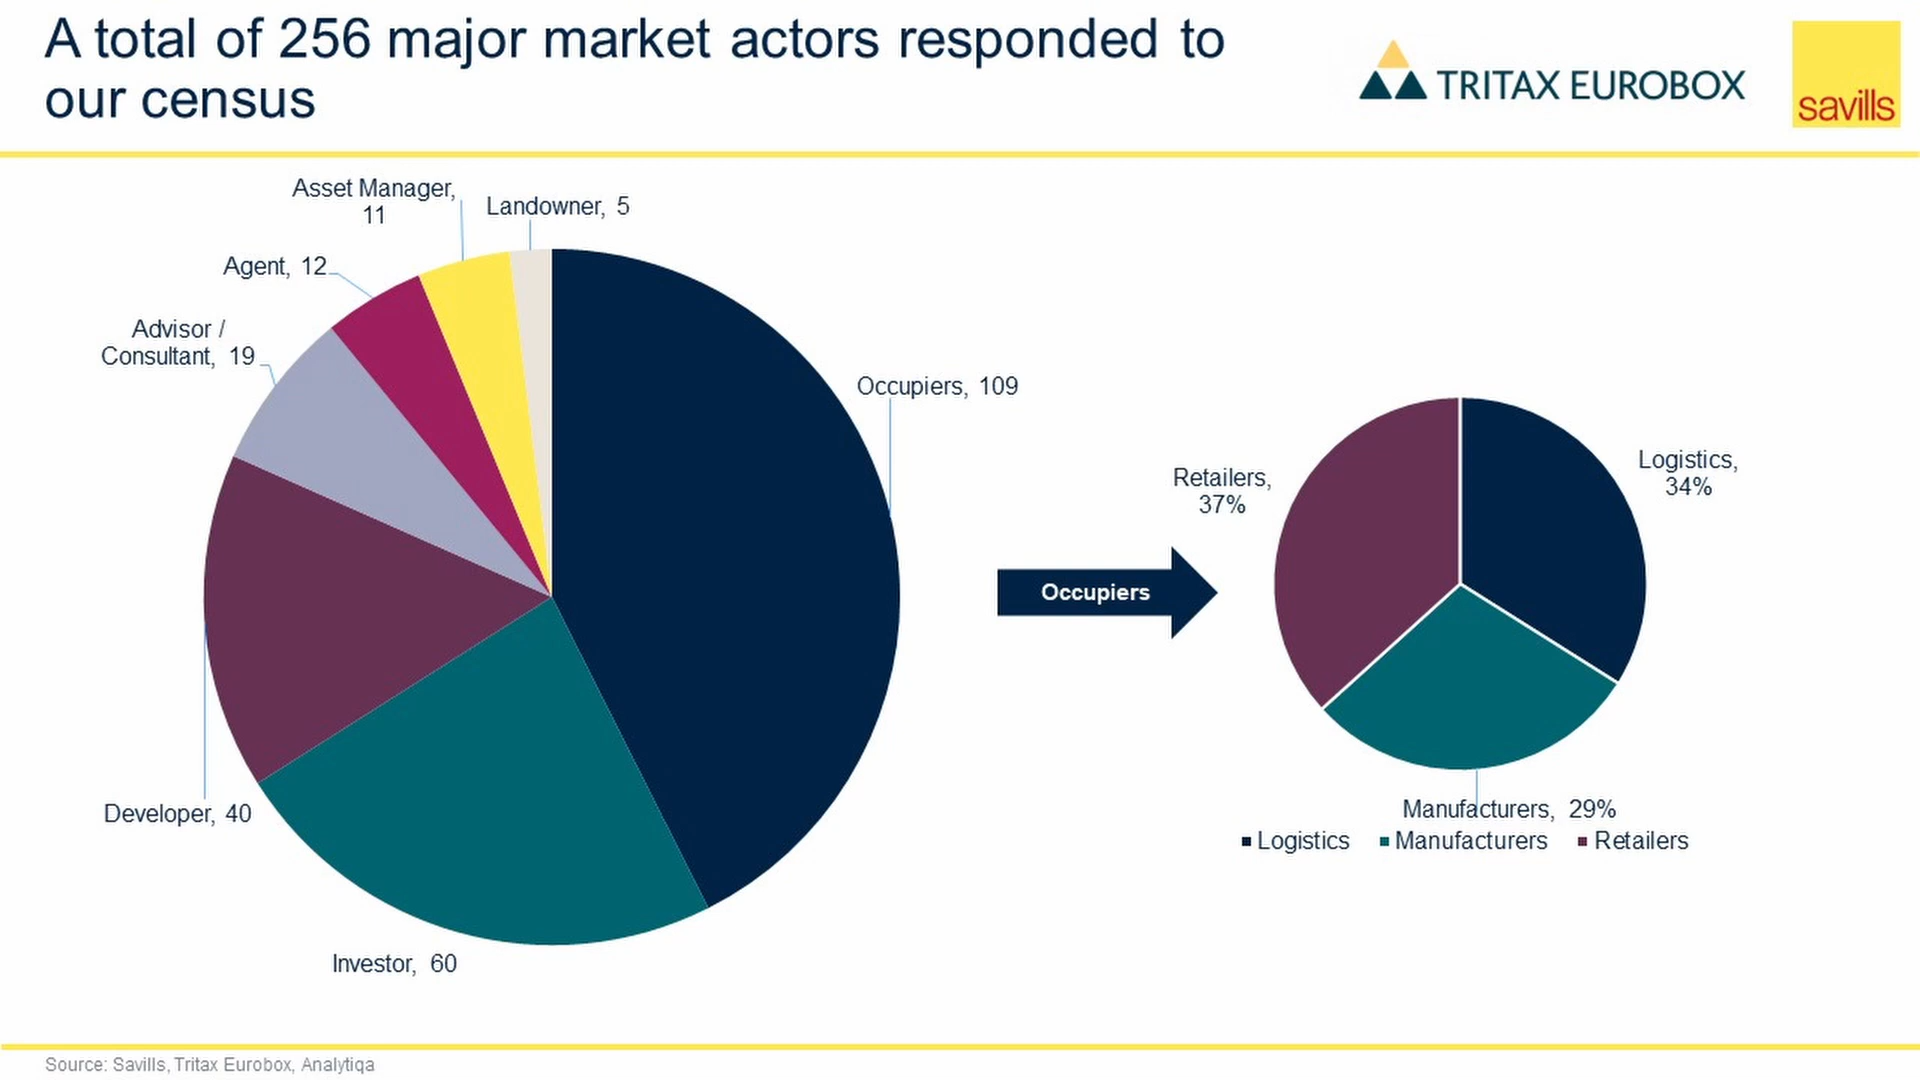 A total of 256 major market actors responded to
our census
TRITAX EUROBOX
savills
Asset Manager,
11
Landowner, 5
Agent, 12
Advisor /
Consultant, 19
Occupiers, 109
Developer, 40
Investor, 60
Occupiers
Retailers,
37%
Logistics,
34%
Manufacturers, 29%
Logistics Manufacturers Retailers
Source: Savills, Tritax Eurobox, Analytiqa